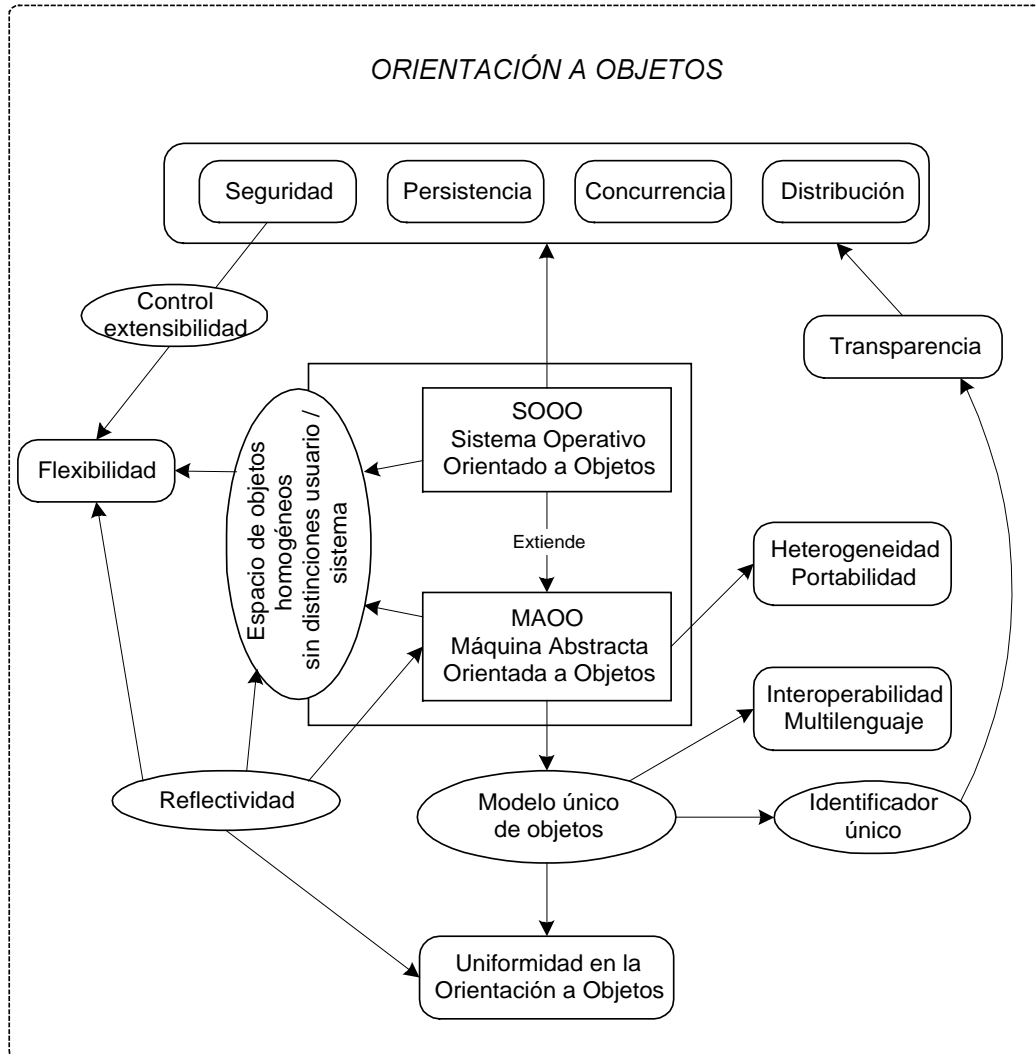 ORIENTACIÓN A OBJETOS
Seguridad
Persistencia
Concurrencia
Distribución
Control
extensibilidad
Transparencia
SOOO
Sistema Operativo
Orientado a Objetos
Flexibilidad
Espacio de objetos
homogéneos
sin distinciones usuario /
sistema
Extiende
Heterogeneidad
Portabilidad
MAOO
Máquina Abstracta
Orientada a Objetos
Interoperabilidad
Multilenguaje
Reflectividad
Modelo único
de objetos
Identificador
único
Uniformidad en la
Orientación a Objetos